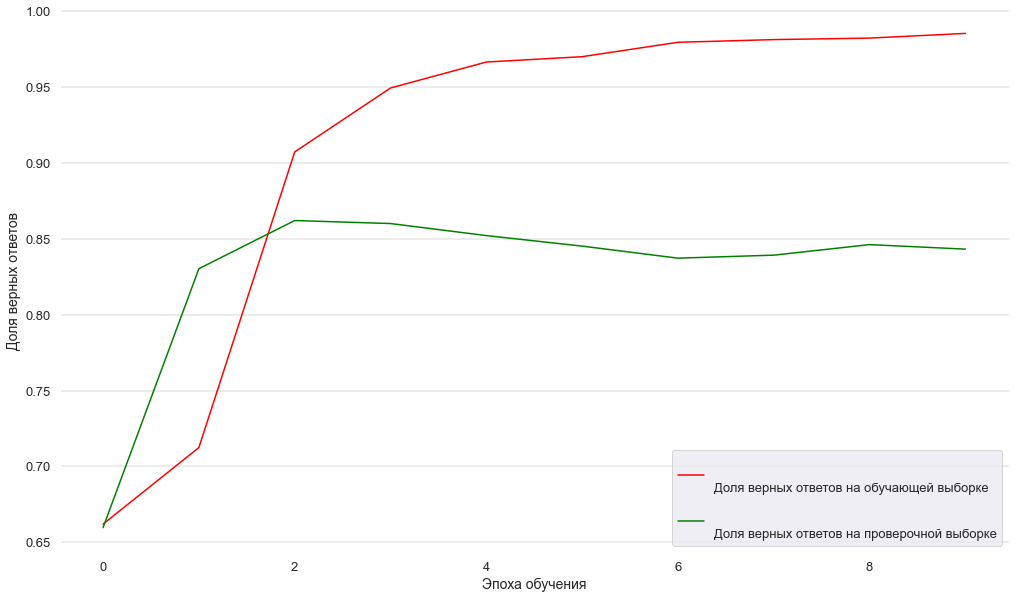 1.00
0.95
0.90
0.85
0.80
0.75
0.70
0.65
Доля верных ответов
0 2 4 6 8
Эпоха обучения
Доля верных ответов на обучающей выборке
Доля верных ответов на проверочной выборке